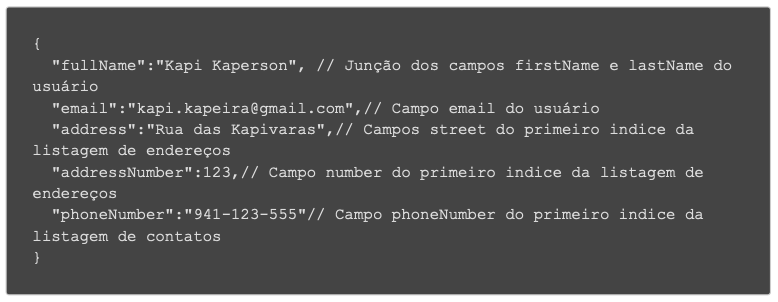 {
  "fullName":"Kapi Kaperson", // Junção dos campos firstName e lastName do
usuário
  "email":"kapi.kapeira@gmail.com",// Campo email do usuário
  "address":"Rua das Kapivaras",// Campos street do primeiro indice da
listagem de endereços
  "addressNumber":123,// Campo number do primeiro indice da listagem de
endereços
  "phoneNumber":"941-123-555"// Campo phoneNumber do primeiro indice da
listagem de contatos
}